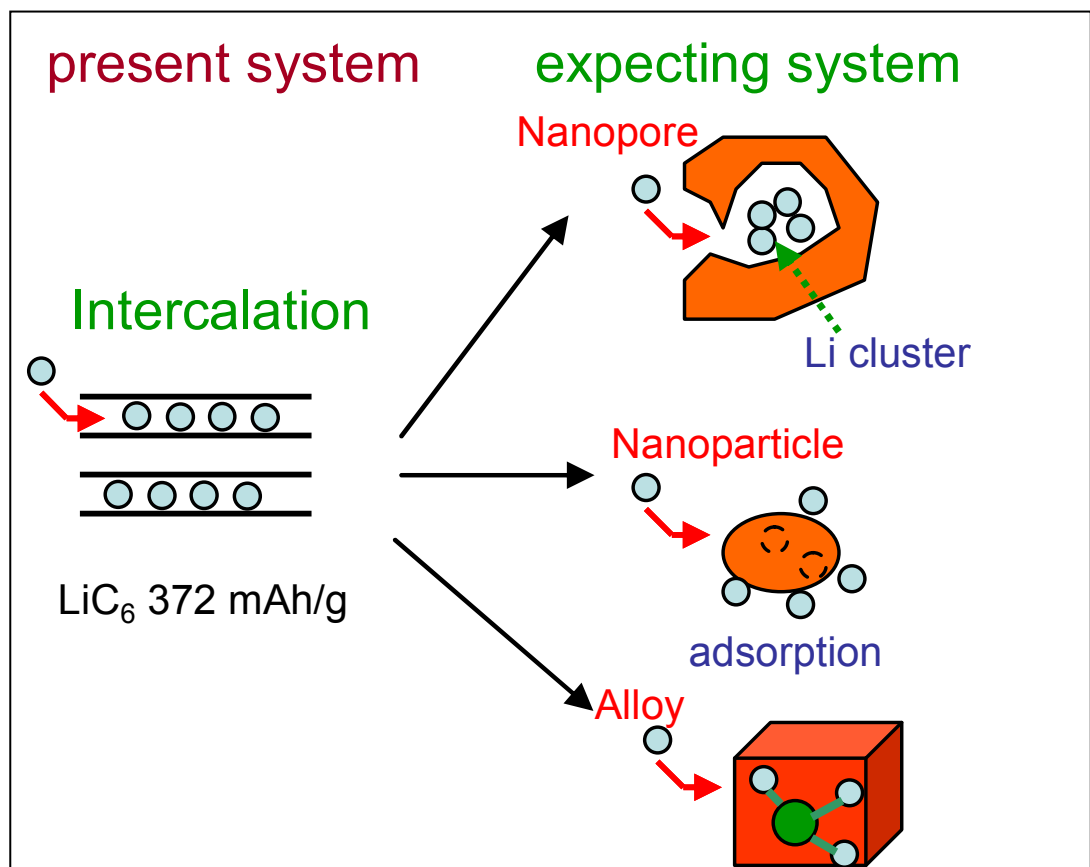 present system
expecting system
Nanopore
Intercalation
Li cluster
Nanoparticle
LiC₆ 372 mAh/g
adsorption
Alloy